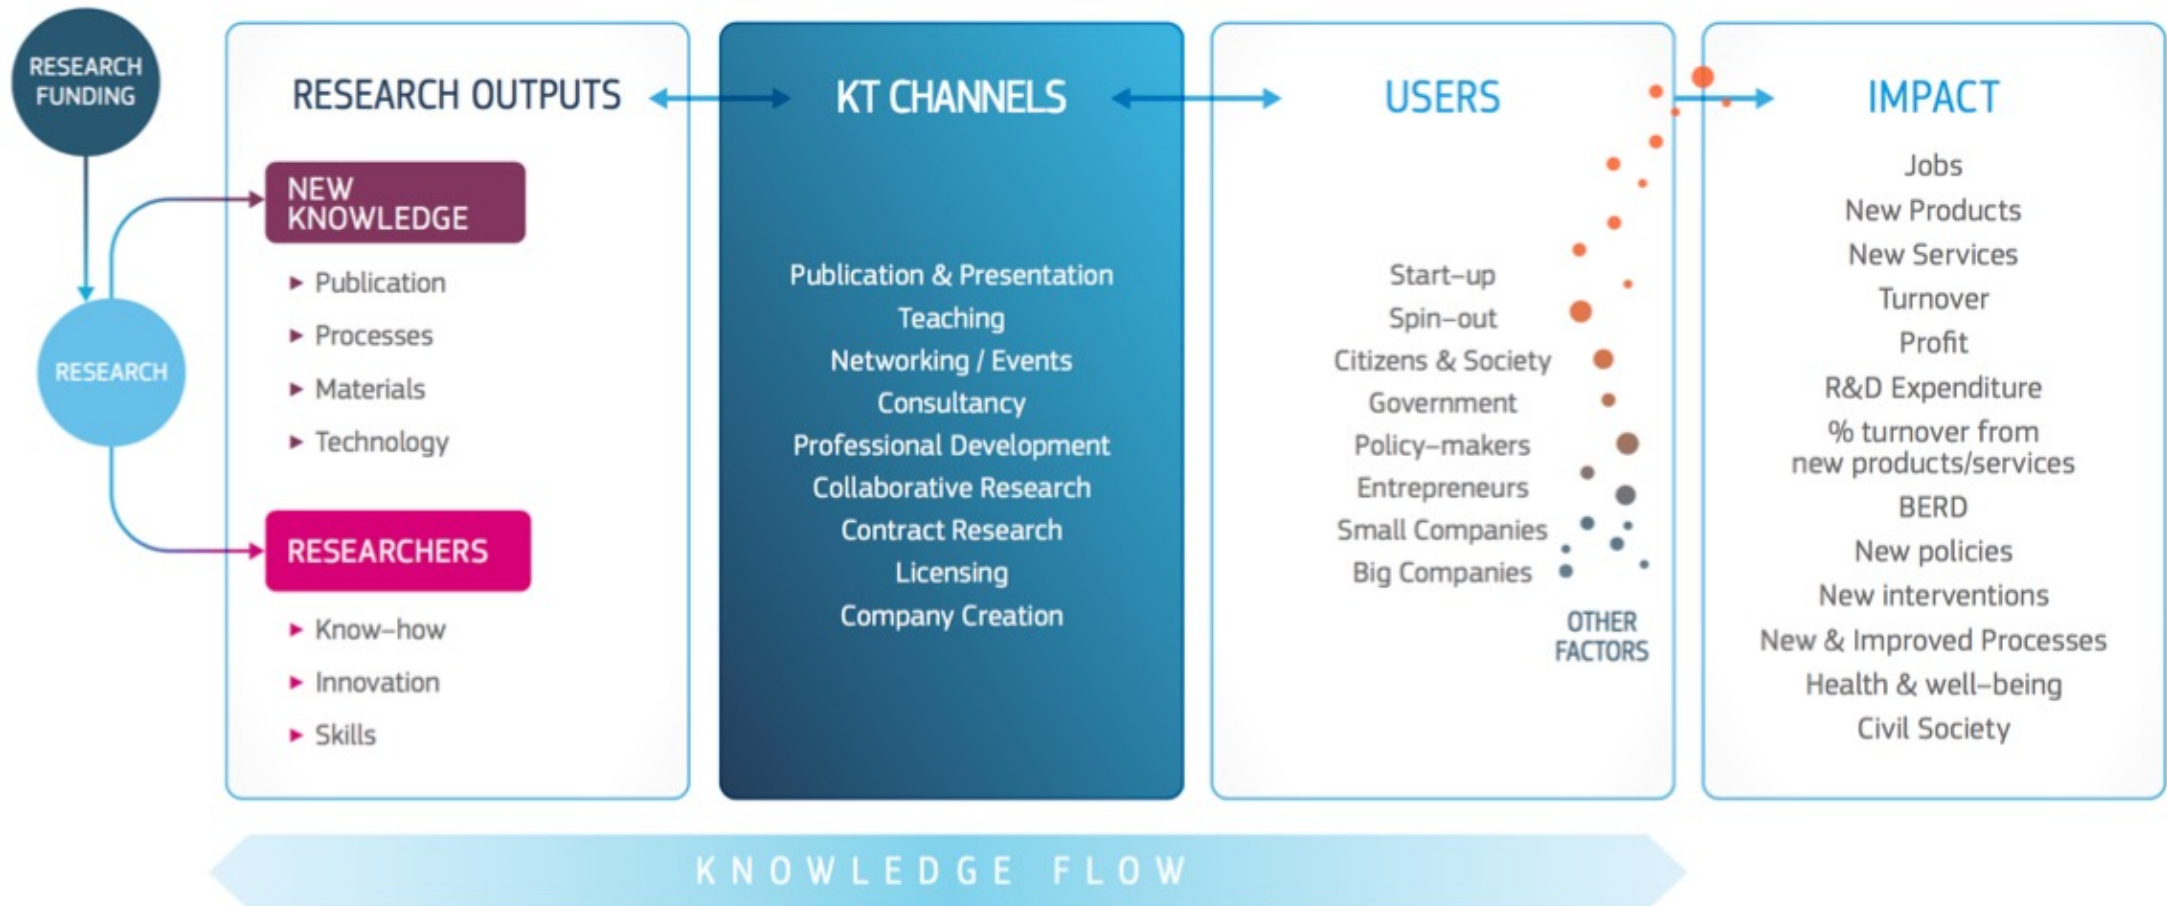 RESEARCH
FUNDING
RESEARCH
RESEARCH OUTPUTS
NEW
KNOWLEDGE
Publication
Processes
Materials
Technology
RESEARCHERS
Know-how
Innovation
Skills
KT CHANNELS
Publication & Presentation
Teaching
Networking / Events
Consultancy
Professional Development
Collaborative Research
Contract Research
Licensing
Company Creation
USERS
Start-up
Spin-out
Citizens & Society
Government
Policy-makers
Entrepreneurs
Small Companies
Big Companies
OTHER
FACTORS
IMPACT
Jobs
New Products
New Services
Turnover
Profit
R&D Expenditure
% turnover from
new products/services
BERD
New policies
New interventions
New & Improved Processes
Health & well-being
Civil Society
KNOWLEDGE FLOW